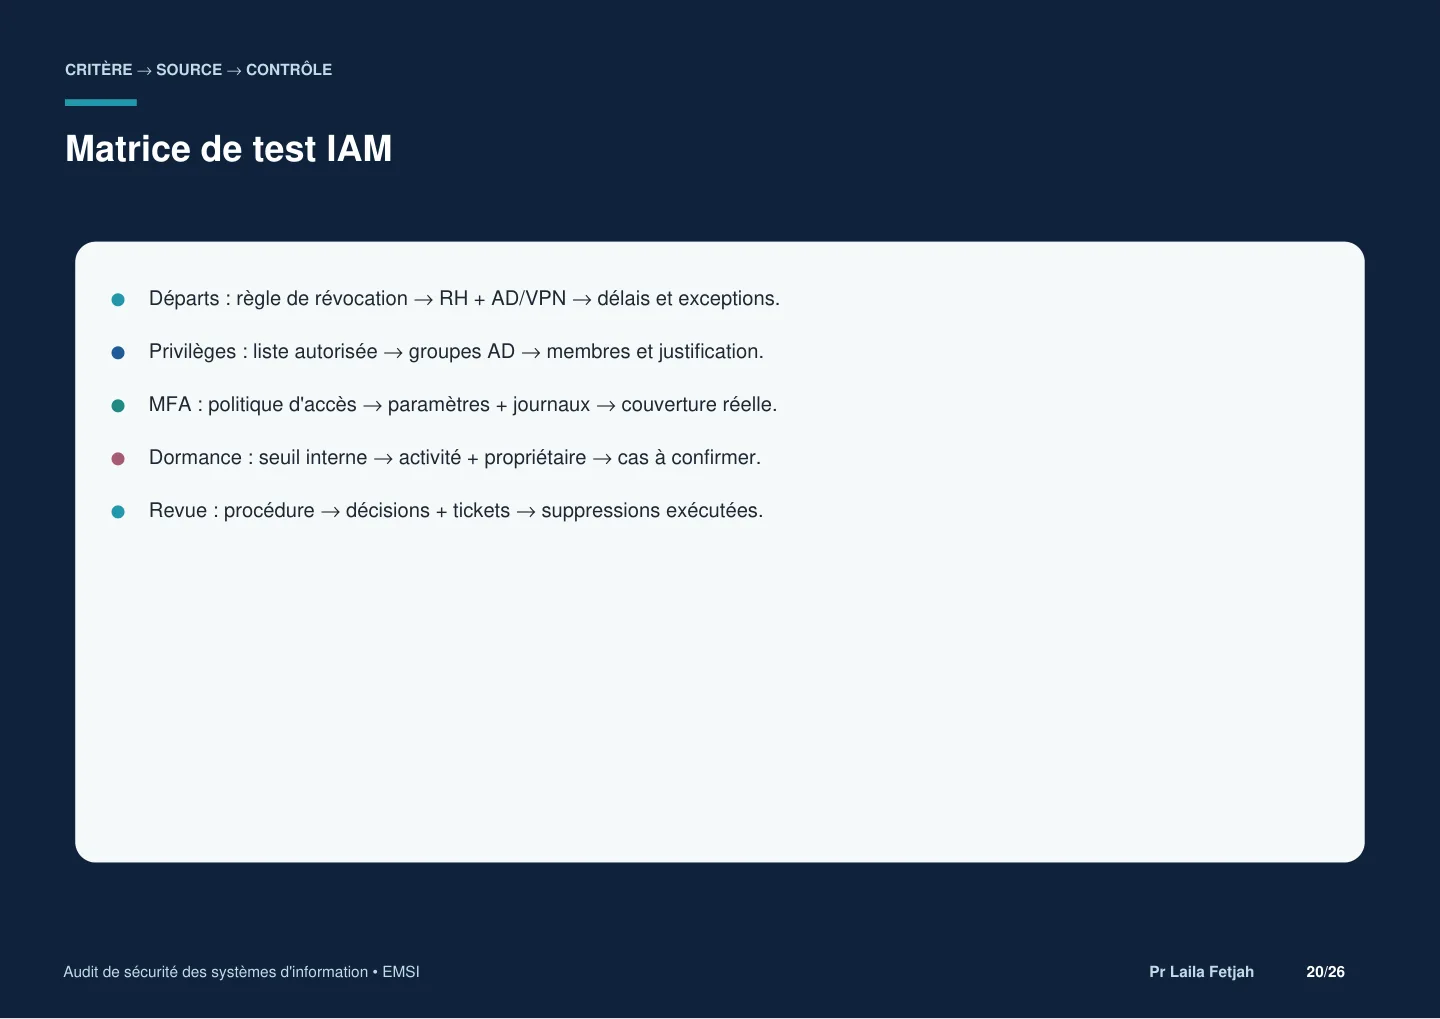 CRITÈRE → SOURCE → CONTRÔLE
Matrice de test IAM
Départs : règle de révocation → RH + AD/VPN → délais et exceptions.
Privilèges : liste autorisée → groupes AD → membres et justification.
MFA : politique d'accès → paramètres + journaux → couverture réelle.
Dormance : seuil interne → activité + propriétaire → cas à confirmer.
Revue : procédure → décisions + tickets → suppressions exécutées.
Audit de sécurité des systèmes d'information • EMSI
Pr Laila Fetjah
20/26